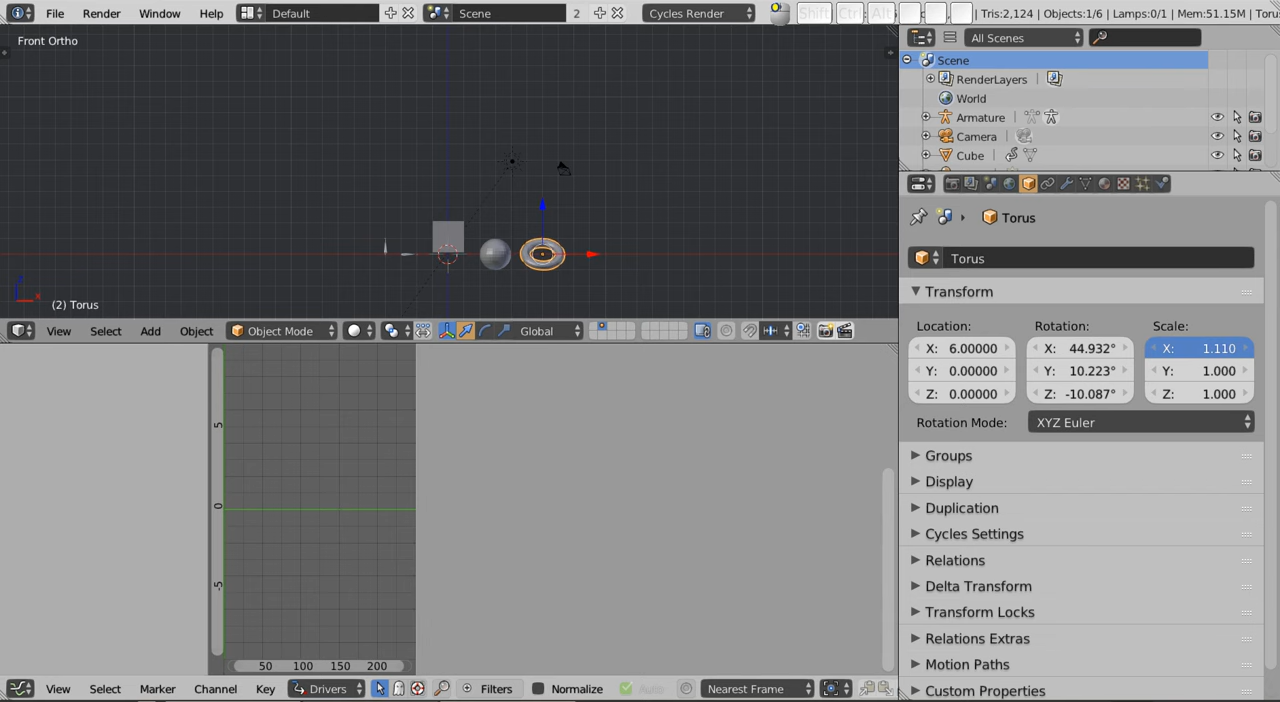 File Render Window Help Default Scene 2 Cycles Render Shift Ctrl Alt | Tris:2,124 | Objects:1/6 | Lamps:0/1 | Mem:51.15M | Toru
Front Ortho
All Scenes
Scene
RenderLayers
World
Armature
Camera
Cube
Torus
Torus
Transform
Location: Rotation: Scale:
X: 6.00000 X: 44.932° X: 1.110
Y: 0.00000 Y: 10.223° Y: 1.000
Z: 0.00000 Z: -10.087° Z: 1.000
Rotation Mode: XYZ Euler
Groups
Display
Duplication
Cycles Settings
Relations
Delta Transform
Transform Locks
Relations Extras
Motion Paths
Custom Properties
(2) Torus
View Select Add Object Object Mode Global
5
0
-5
50 100 150 200
View Select Marker Channel Key Drivers Filters Normalize Auto Nearest Frame